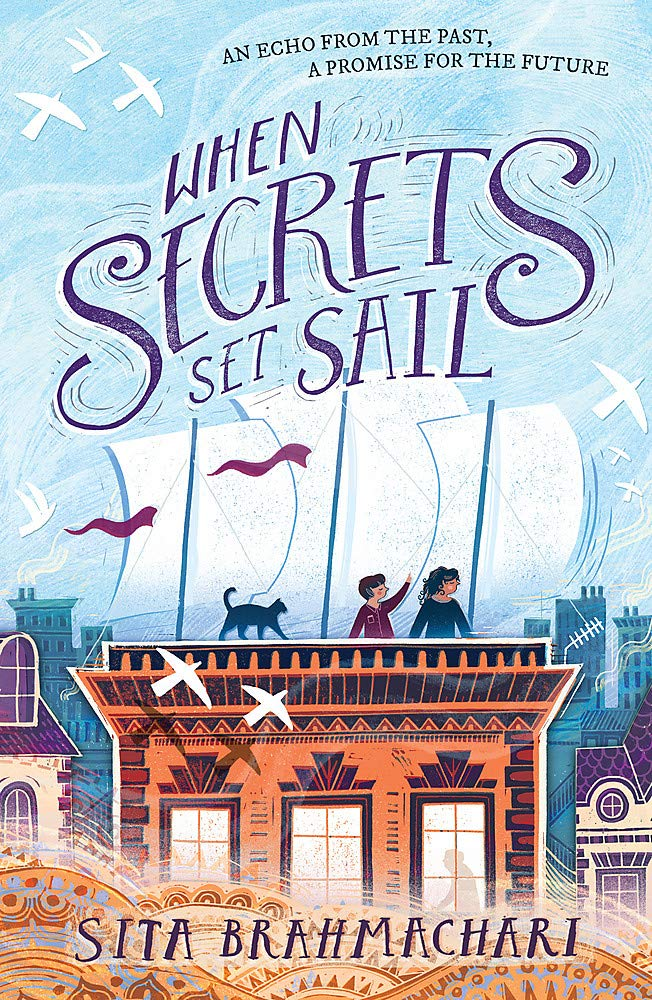 AN ECHO FROM THE PAST,
A PROMISE FOR THE FUTURE
WHEN
SECRETS
SET SAIL
SITA BRAHMACHARI